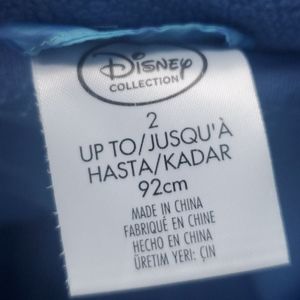 Disney
COLLECTION
2
UP TO/JUSQU'À
HASTA/KADAR
92cm
MADE IN CHINA
FABRIQUÉ EN CHINE
HECHO EN CHINA
ÜRETIM YERI: ÇIN